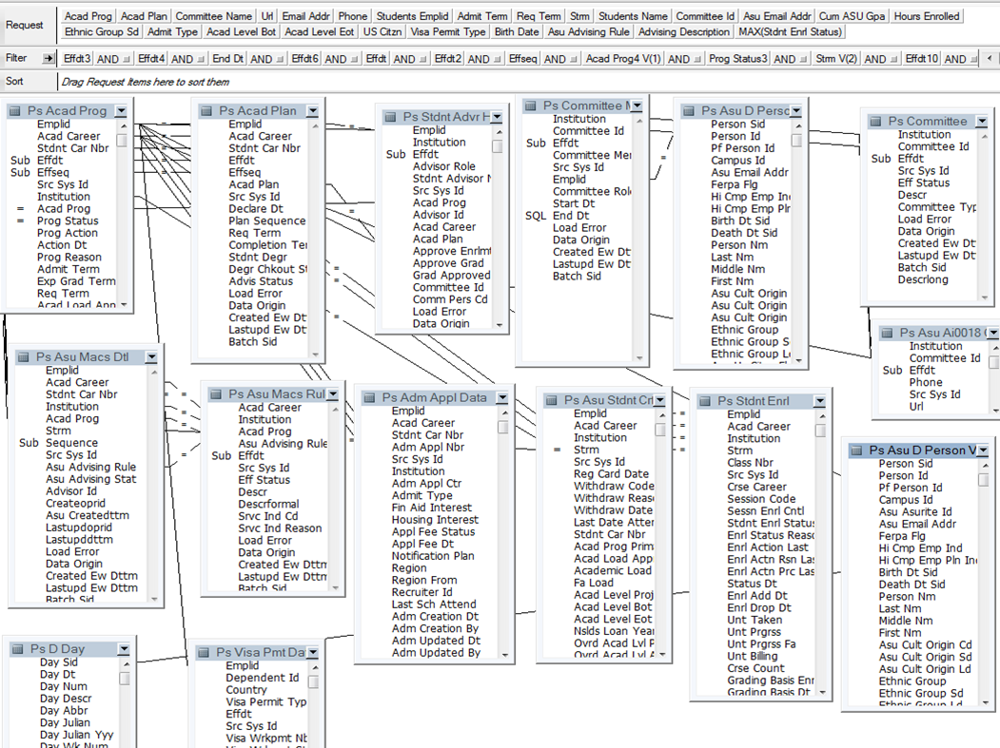 Request
Acad Prog Acad Plan Committee Name Url Email Addr Phone Students Emplid Admit Term Req Term Strm Students Name Committee Id Asu Email Addr Cum ASU Gpa Hours Enrolled
Ethnic Group Sd Admit Type Acad Level Bot Acad Level Eot US Citzn Visa Permit Type Birth Date Asu Advising Rule Advising Description MAX(Stdnt Enrl Status)
Filter Effdt3 AND Effdt4 AND End Dt AND Effdt6 AND Effdt AND Effdt2 AND Effseq AND Acad Prog4 V(1) AND Prog Status3 AND Strm V(2) AND Effdt10 AND
Sort Drag Request Items here to sort them
Ps Acad Prog
Emplid
Acad Career
Stdnt Car Nbr
Sub Effdt
Sub Effseq
Src Sys Id
Institution
= Acad Prog
= Prog Status
Prog Action
Action Dt
Prog Reason
Admit Term
Exp Grad Term
Req Term
Acad Load App
Ps Acad Plan
Emplid
Acad Career
Stdnt Car Nbr
Effdt
Effseq
Acad Plan
Src Sys Id
Declare Dt
Plan Sequence
Req Term
Completion Te
Stdnt Degr
Degr Chkout S
Advis Status
Load Error
Data Origin
Created Ew Dt
Lastupd Ew Dt
Batch Sid
Ps Stdnt Advr H
Emplid
Institution
Sub Effdt
Advisor Role
Stdnt Advisor N
Src Sys Id
Acad Prog
Advisor Id
Acad Career
Acad Plan
Approve Enrlmt
Approve Grad
Grad Approved
Committee Id
Comm Pers Cd
Load Error
Data Origin
Ps Committee M
Institution
Committee Id
Sub Effdt
Committee Mer
Src Sys Id
Emplid
Committee Role
Start Dt
SQL End Dt
Load Error
Data Origin
Created Ew Dt
Lastupd Ew Dt
Batch Sid
Ps Asu D Perso
Person Sid
Person Id
Pf Person Id
Campus Id
Asu Email Addr
Ferpa Flg
Hi Cmp Emp In
Hi Cmp Emp Pln
Birth Dt Sid
Death Dt Sid
Person Nm
Last Nm
Middle Nm
First Nm
Asu Cult Origin
Asu Cult Origin
Asu Cult Origin
Ethnic Group
Ethnic Group S
Ethnic Group L
Ps Committee
Institution
Committee Id
Sub Effdt
Src Sys Id
Eff Status
Descr
Committee Typ
Load Error
Data Origin
Created Ew Dt
Lastupd Ew Dt
Batch Sid
Descrlong
Ps Asu Ai0018
Institution
Committee Id
Sub Effdt
Phone
Src Sys Id
Url
Ps Asu Macs Dtl
Emplid
Acad Career
Stdnt Car Nbr
Institution
Acad Prog
Strm
Sub Sequence
Src Sys Id
Asu Advising Rule
Asu Advising Stat
Advisor Id
Createoprid
Asu Createdttm
Lastupdoprid
Lastupddttm
Load Error
Data Origin
Created Ew Dttm
Lastupd Ew Dttm
Batch Sid
Ps Asu Macs Rul
Acad Career
Institution
Acad Prog
Asu Advising Rule
Sub Effdt
Src Sys Id
Eff Status
Descr
Descrformal
Srvc Ind Cd
Srvc Ind Reason
Load Error
Data Origin
Created Ew Dttm
Lastupd Ew Dttm
Batch Sid
Ps Adm Appl Data
Emplid
Acad Career
Stdnt Car Nbr
Adm Appl Nbr
Src Sys Id
Institution
Adm Appl Ctr
Admit Type
Fin Aid Interest
Housing Interest
Appl Fee Status
Appl Fee Dt
Notification Plan
Region
Region From
Recruiter Id
Last Sch Attend
Adm Creation Dt
Adm Creation By
Adm Updated Dt
Adm Updated By
Ps Asu Stdnt Crt
Emplid
Acad Career
Institution
= Strm
Src Sys Id
Reg Card Date
Withdraw Code
Withdraw Reas
Withdraw Date
Last Date Atter
Stdnt Car Nbr
Acad Prog Prim
Acad Load App
Academic Load
Fa Load
Acad Level Proj
Acad Level Bot
Acad Level Eot
Nslds Loan Year
Ovrd Acad Lvl P
Ovrd Acad Lvl A
Ps Stdnt Enrl
Emplid
Acad Career
Institution
Strm
Class Nbr
Src Sys Id
Crse Career
Session Code
Sessn Enrl Cntl
Stdnt Enrl Status
Enrl Status Reas
Enrl Action Last
Enrl Actn Rsn Las
Enrl Actn Prc Las
Status Dt
Enrl Add Dt
Enrl Drop Dt
Unt Taken
Unt Prgrss
Unt Prgrss Fa
Unt Billing
Crse Count
Grading Basis Enr
Grading Basis Dt
Ps Asu D Person V
Person Sid
Person Id
Pf Person Id
Campus Id
Asu Asurite Id
Asu Email Addr
Ferpa Flg
Hi Cmp Emp Ind
Hi Cmp Emp Pln In
Birth Dt Sid
Death Dt Sid
Person Nm
Last Nm
Middle Nm
First Nm
Asu Cult Origin Cd
Asu Cult Origin Sd
Asu Cult Origin Ld
Ethnic Group
Ethnic Group Sd
Ethnic Group Ld
Ps D Day
Day Sid
Day Dt
Day Num
Day Descr
Day Abbr
Day Julian
Day Julian Yyy
Day Wk Num
Ps Visa Pmt Da
Emplid
Dependent Id
Country
Visa Permit Typ
Effdt
Src Sys Id
Visa Wrkpmt Nb